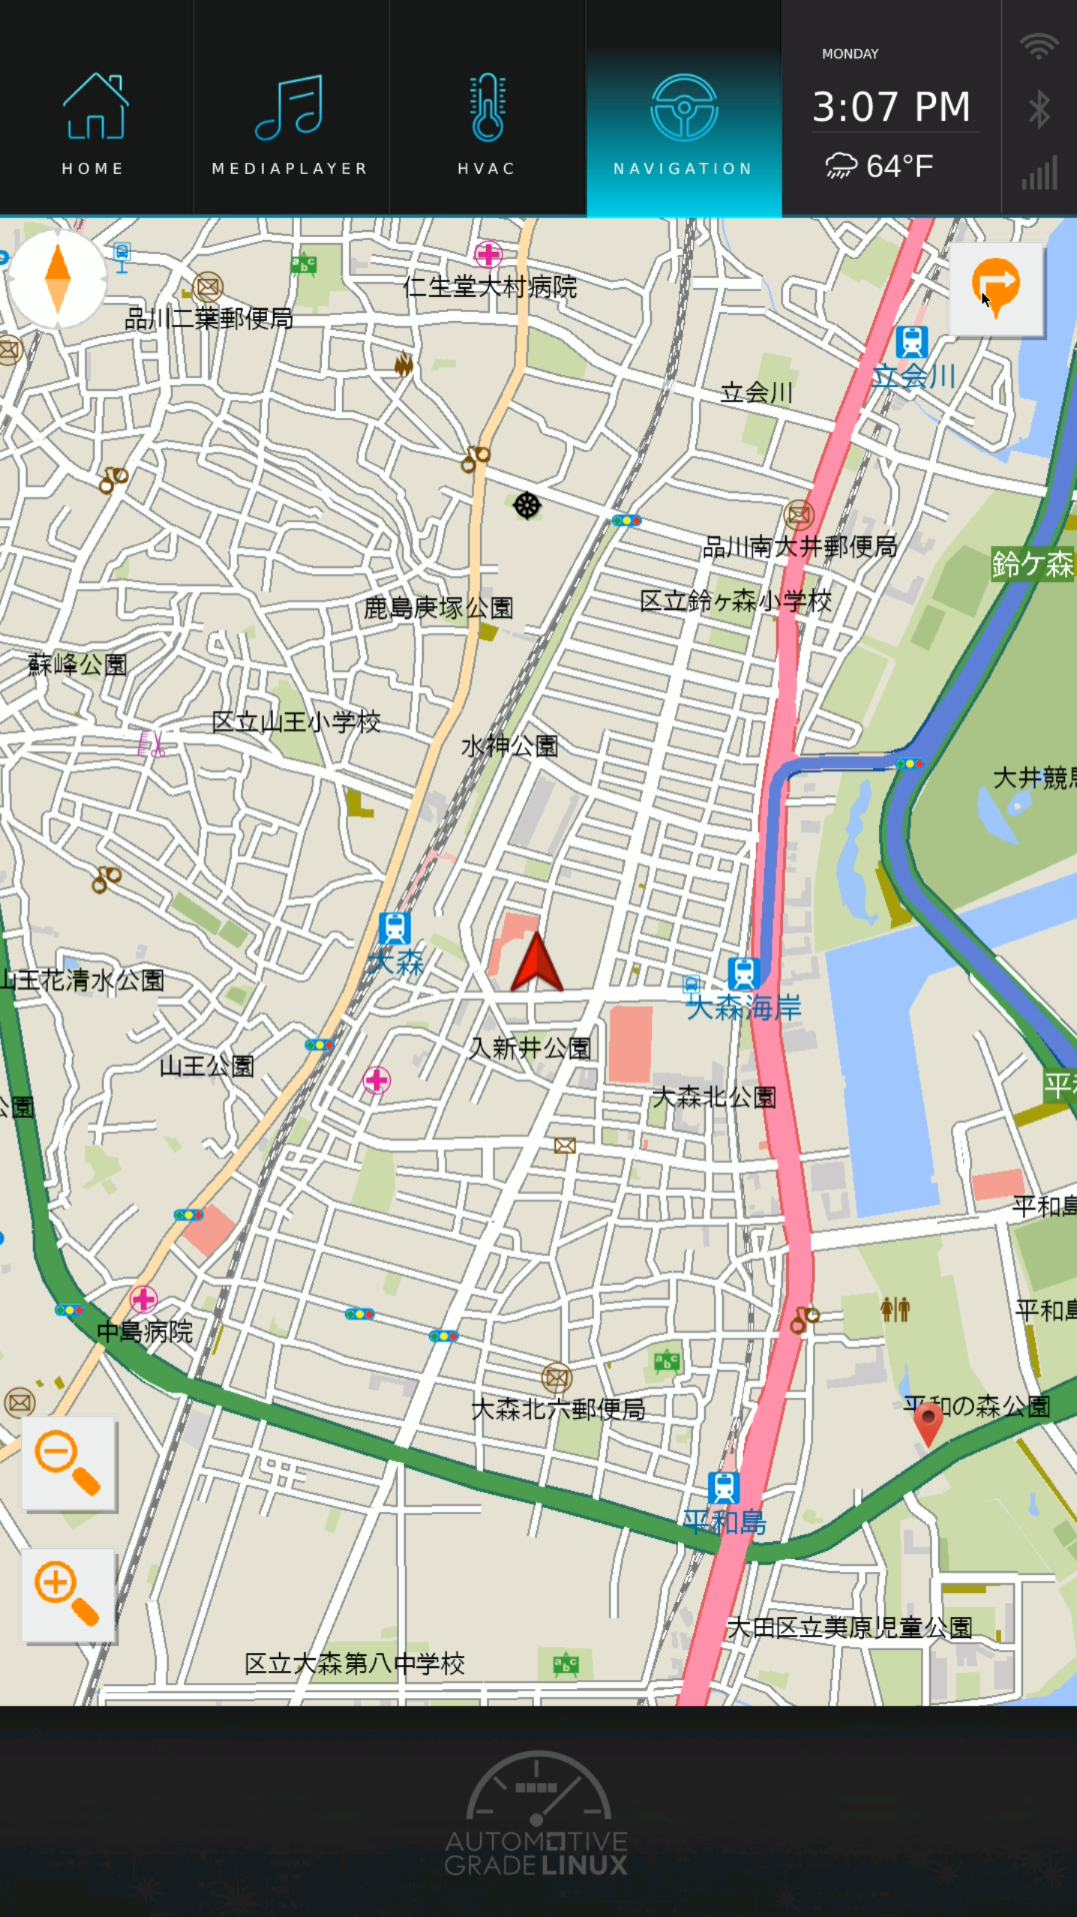 MONDAY
3:07 PM
HOME
MEDIAPLAYER
HVAC
NAVIGATION
64°F
仁生堂大村病院
品川二葉郵便局
立会川
立会川
品川南大井郵便局
鈴ケ森
区立鈴ヶ森小学校
鹿島庚塚公園
蘇峰公園
区立山王小学校
水神公園
大井競
大森
山王花清水公園
大森海岸
入新井公園
山王公園
平
大森北公園
公園
平和島
平和島
中島病院
平和の森公園
大森北六郵便局
平和島
大田区立美原児童公園
区立大森第八中学校
AUTOMOTIVE
GRADE LINUX